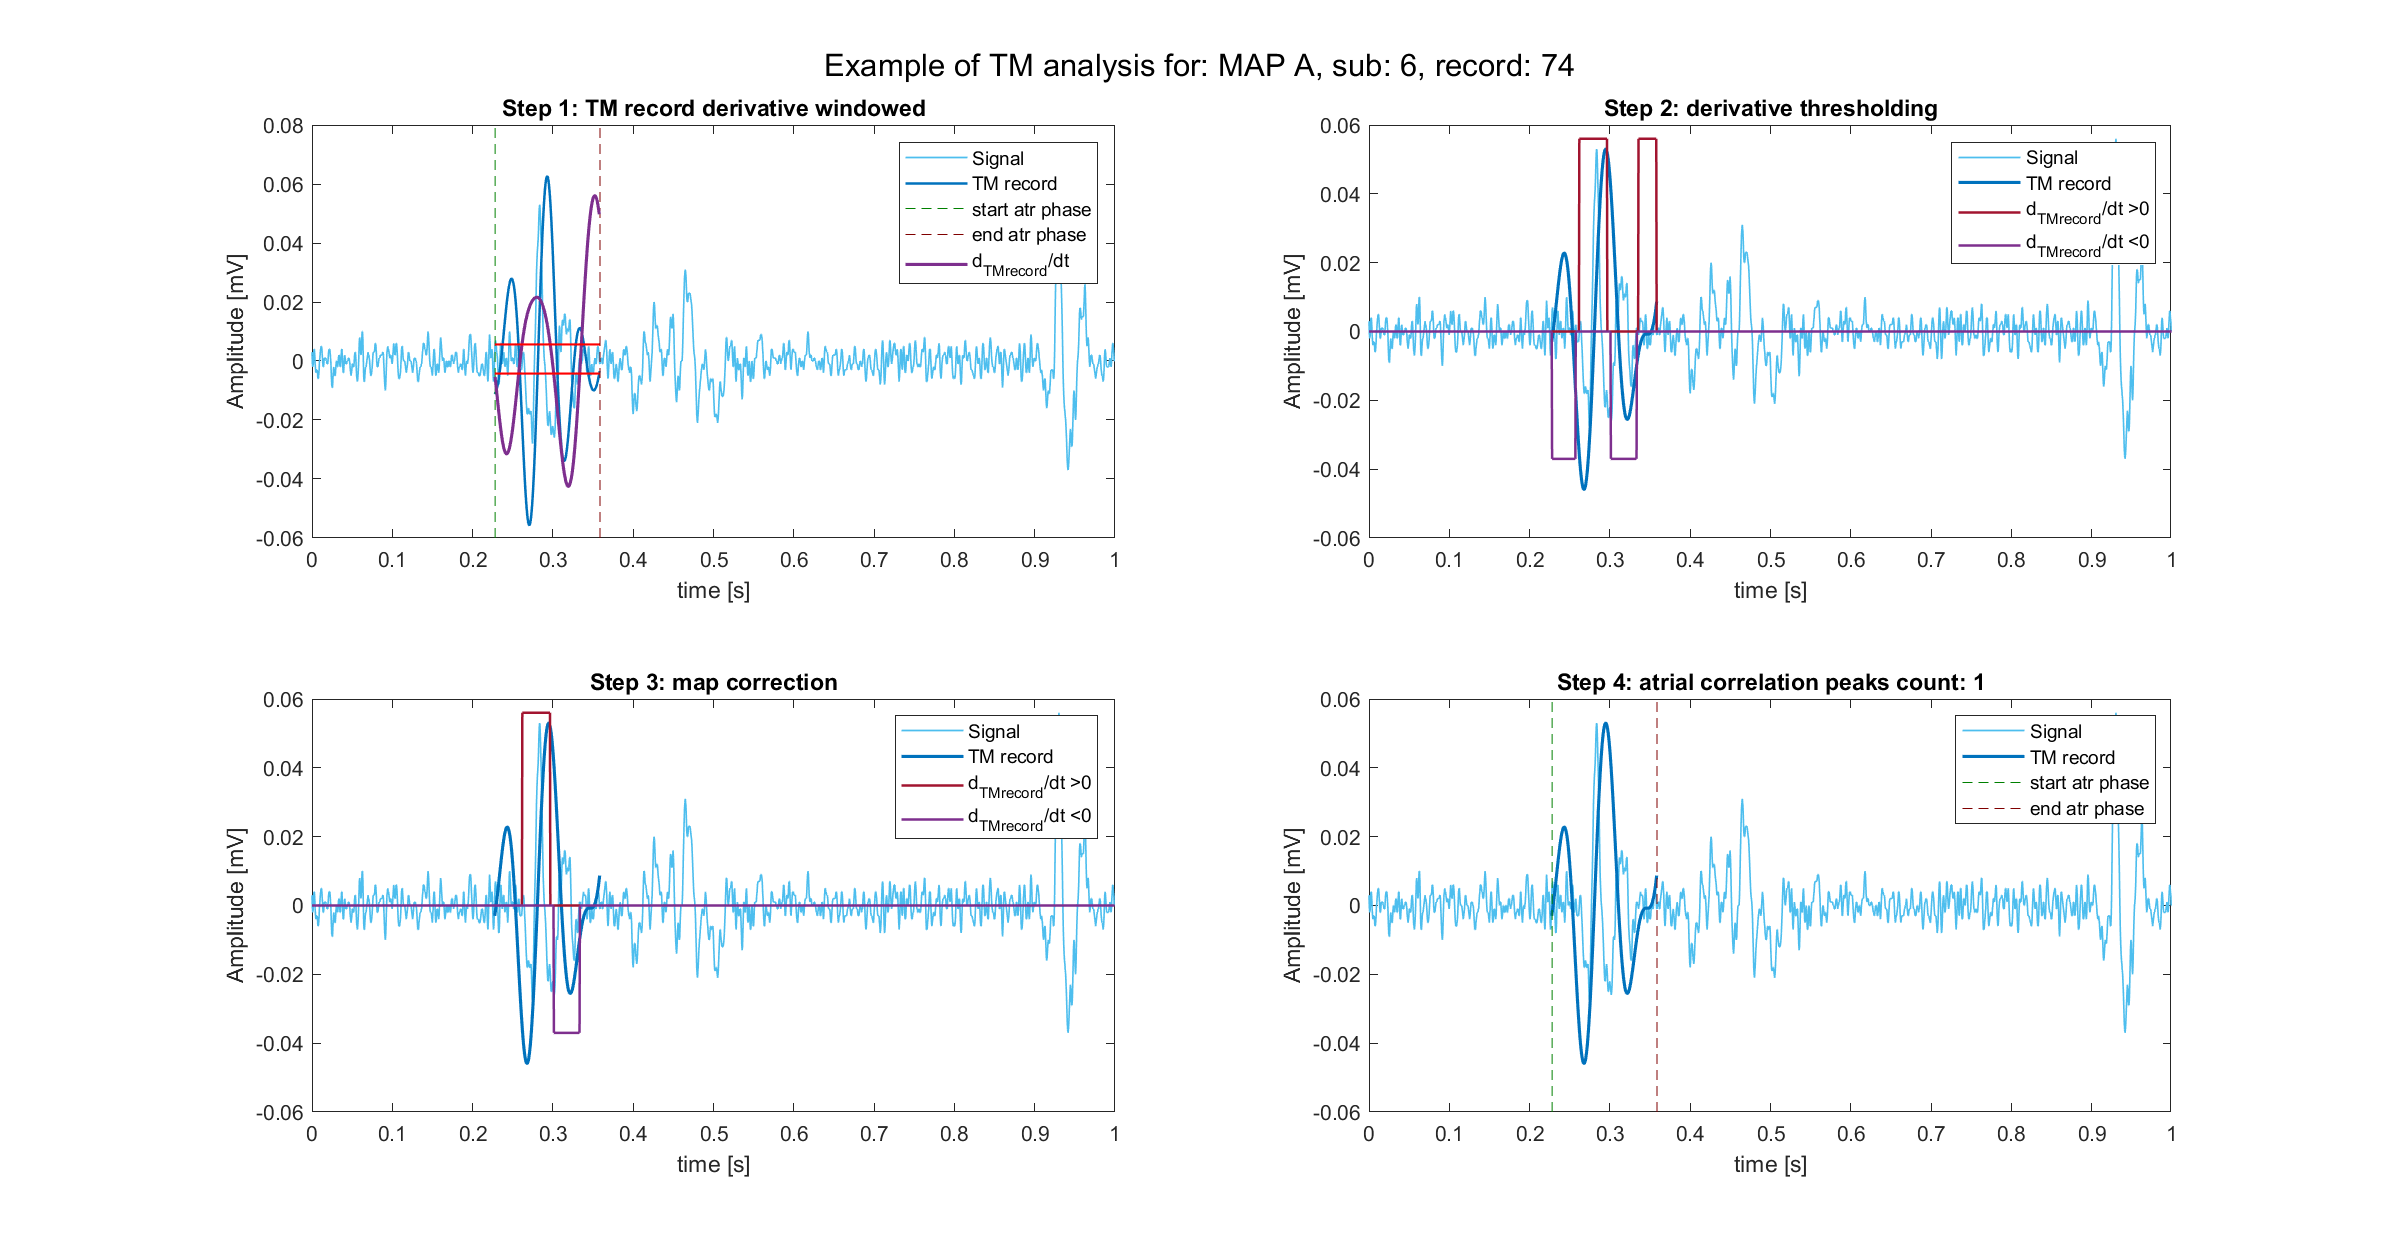 Example of TM analysis for: MAP A, sub: 6, record: 74
Step 1: TM record derivative windowed
Amplitude [mV]
0.08
0.06
0.04
0.02
0
-0.02
-0.04
-0.06
0 0.1 0.2 0.3 0.4 0.5 0.6 0.7 0.8 0.9 1
time [s]
Signal
TM record
start atr phase
end atr phase
dTMrecord/dt
Step 2: derivative thresholding
Amplitude [mV]
0.06
0.04
0.02
0
-0.02
-0.04
-0.06
0 0.1 0.2 0.3 0.4 0.5 0.6 0.7 0.8 0.9 1
time [s]
Signal
TM record
dTMrecord/dt >0
dTMrecord/dt <0
Step 3: map correction
Amplitude [mV]
0.06
0.04
0.02
0
-0.02
-0.04
-0.06
0 0.1 0.2 0.3 0.4 0.5 0.6 0.7 0.8 0.9 1
time [s]
Signal
TM record
dTMrecord/dt >0
dTMrecord/dt <0
Step 4: atrial correlation peaks count: 1
Amplitude [mV]
0.06
0.04
0.02
0
-0.02
-0.04
-0.06
0 0.1 0.2 0.3 0.4 0.5 0.6 0.7 0.8 0.9 1
time [s]
Signal
TM record
start atr phase
end atr phase